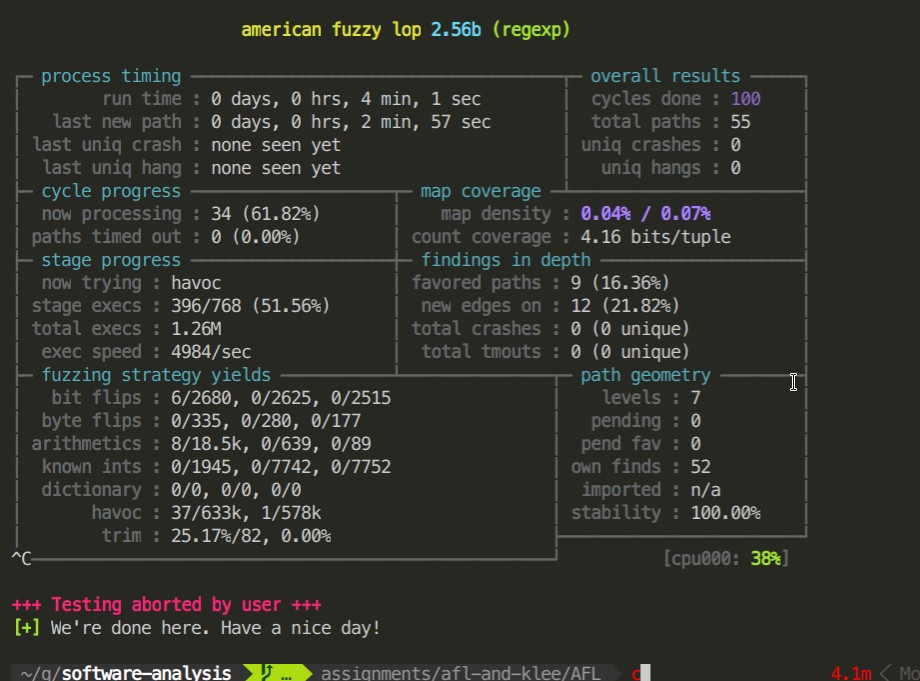 american fuzzy lop 2.56b (regexp)
process timing overall results
run time : 0 days, 0 hrs, 4 min, 1 sec cycles done : 100
last new path : 0 days, 0 hrs, 2 min, 57 sec total paths : 55
last uniq crash : none seen yet uniq crashes : 0
last uniq hang : none seen yet uniq hangs : 0
cycle progress map coverage
now processing : 34 (61.82%) map density : 0.04% / 0.07%
paths timed out : 0 (0.00%) count coverage : 4.16 bits/tuple
stage progress findings in depth
now trying : havoc favored paths : 9 (16.36%)
stage execs : 396/768 (51.56%) new edges on : 12 (21.82%)
total execs : 1.26M total crashes : 0 (0 unique)
exec speed : 4984/sec total tmouts : 0 (0 unique)
fuzzing strategy yields path geometry
bit flips : 6/2680, 0/2625, 0/2515 levels : 7
byte flips : 0/335, 0/280, 0/177 pending : 0
arithmetics : 8/18.5k, 0/639, 0/89 pend fav : 0
known ints : 0/1945, 0/7742, 0/7752 own finds : 52
dictionary : 0/0, 0/0, 0/0 imported : n/a
havoc : 37/633k, 1/578k stability : 100.00%
trim : 25.17%/82, 0.00%
^C [cpu000: 38%]
+++ Testing aborted by user +++
[+] We're done here. Have a nice day!
~/g/software-analysis … assignments/afl-and-klee/AFL c 4.1m < Mo